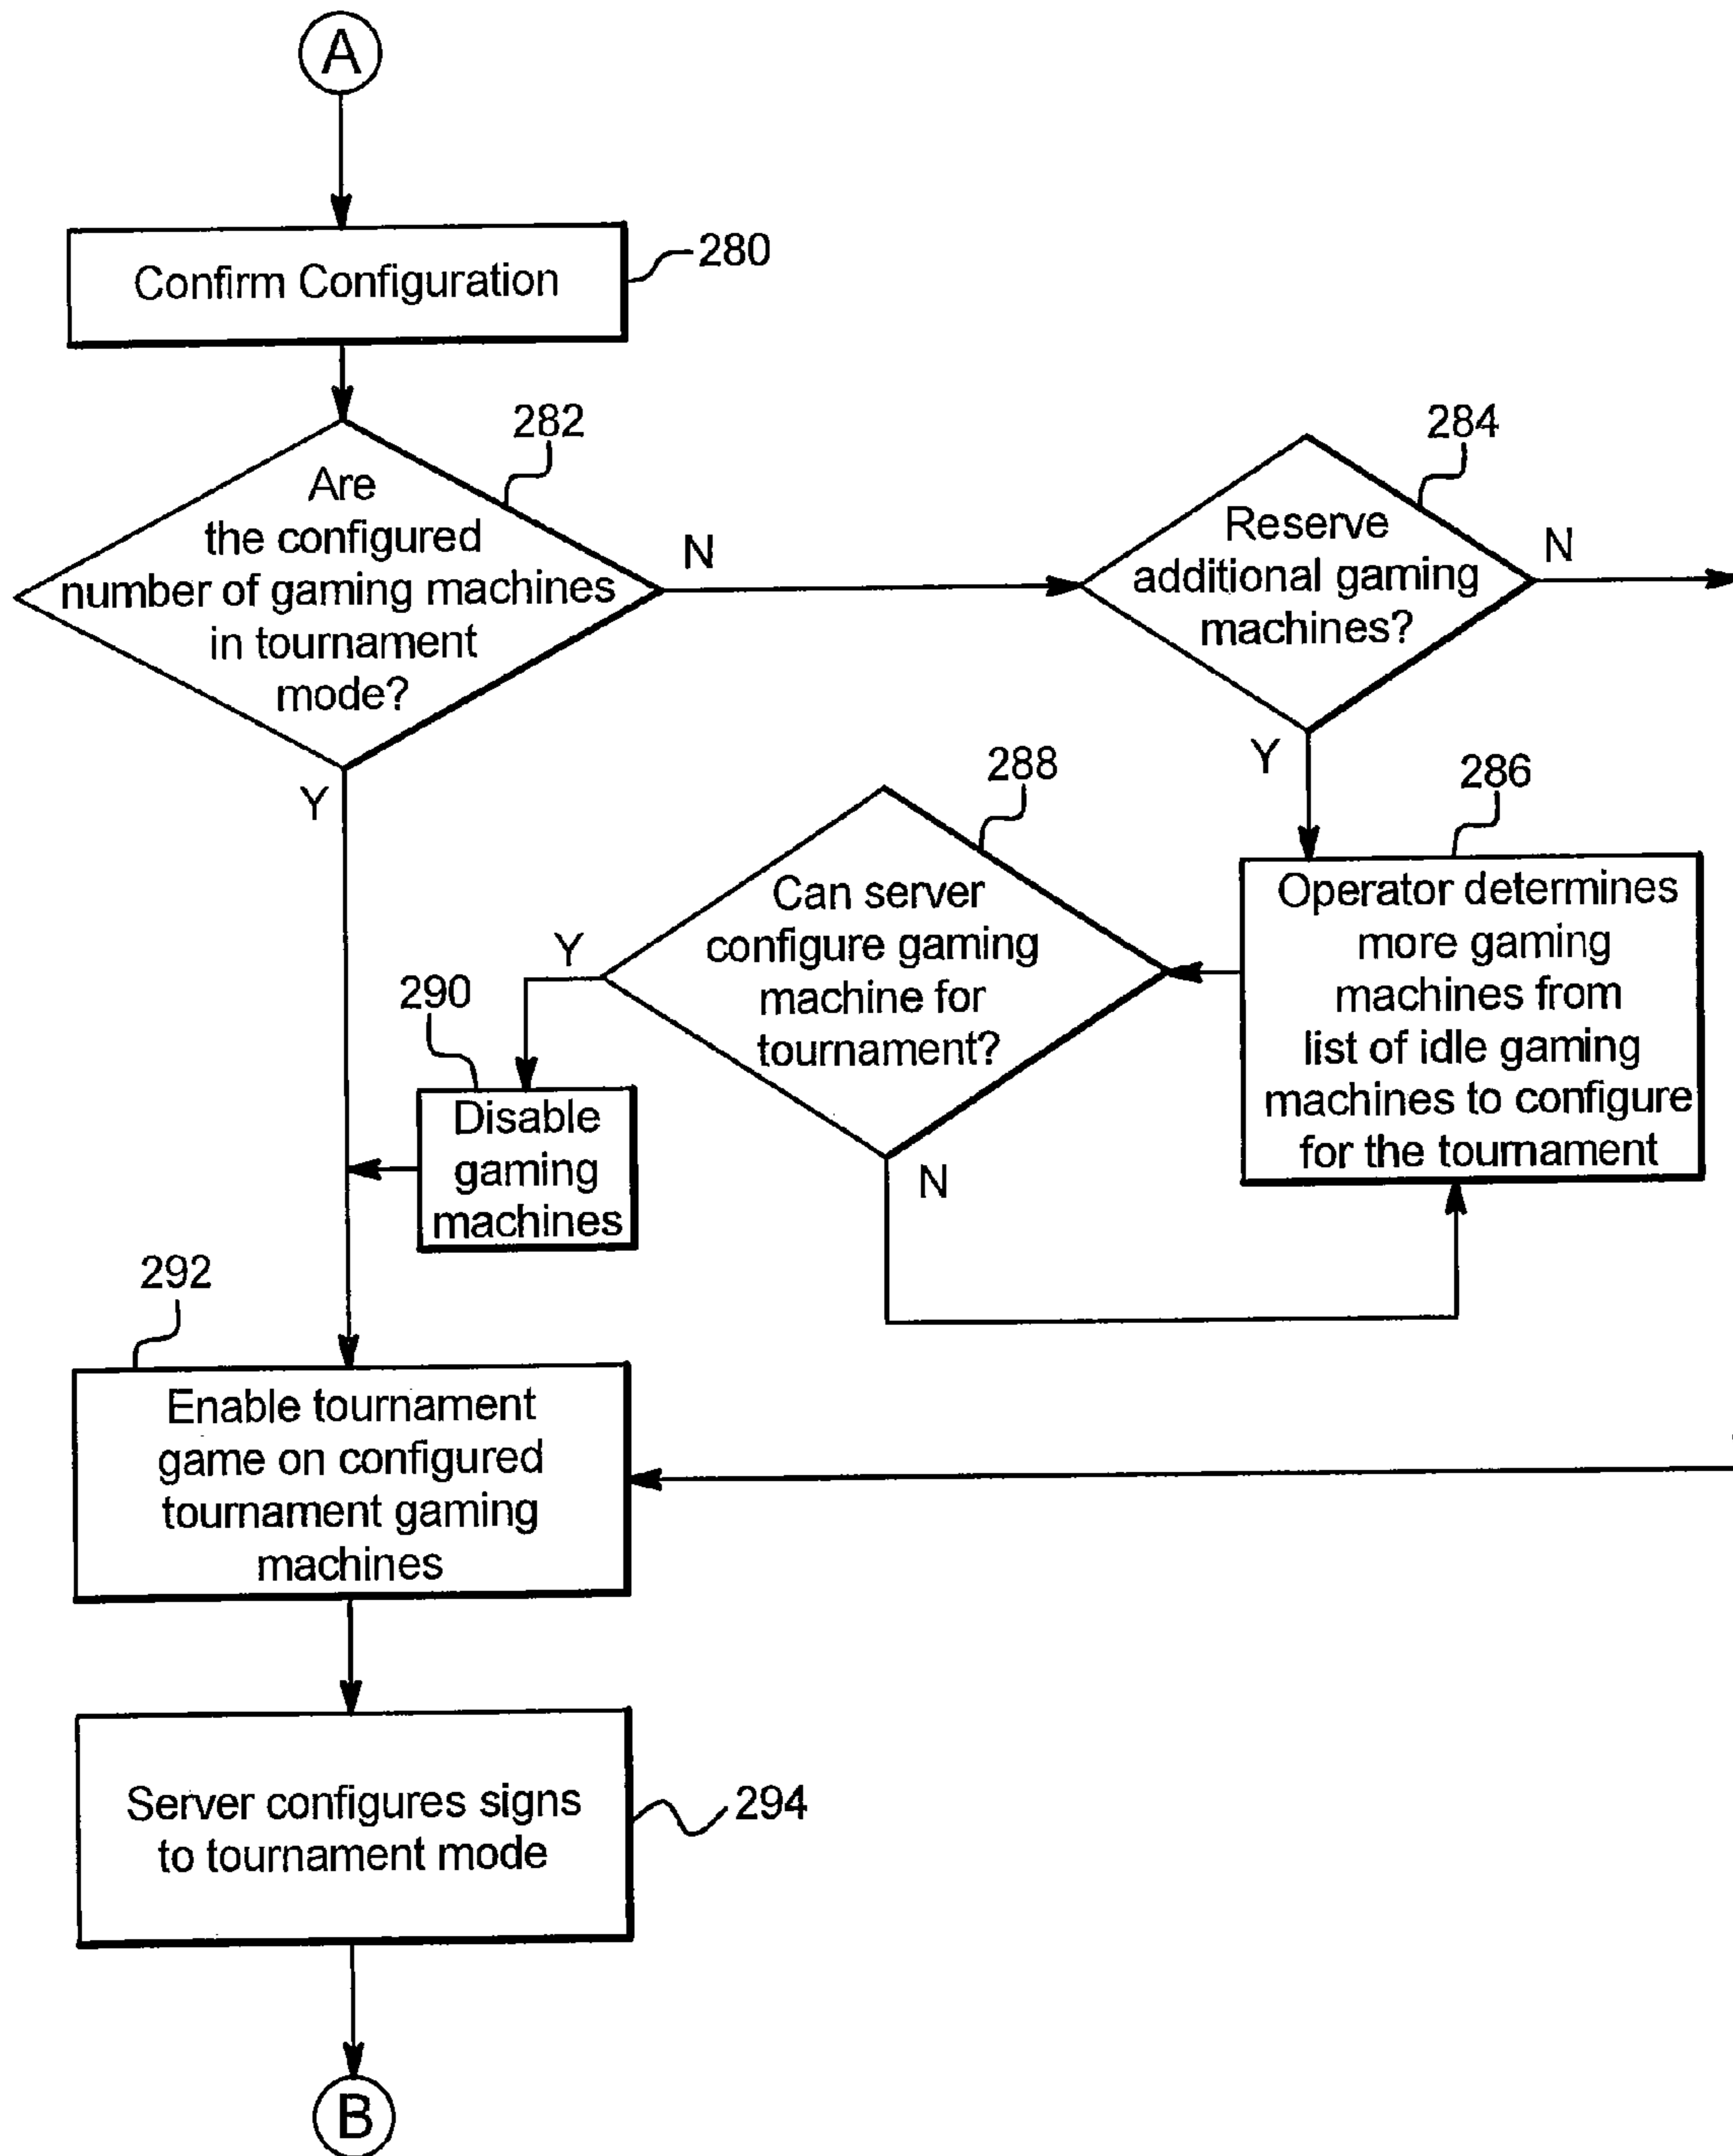 A
Confirm Configuration
280
282
Are
the configured
number of gaming machines
in tournament
mode?
N
Y
284
Reserve
additional gaming
machines?
N
Y
286
Operator determines
more gaming
machines from
list of idle gaming
machines to configure
for the tournament
288
Can server
configure gaming
machine for
tournament?
Y
N
290
Disable
gaming
machines
292
Enable tournament
game on configured
tournament gaming
machines
Server configures signs
to tournament mode
294
B